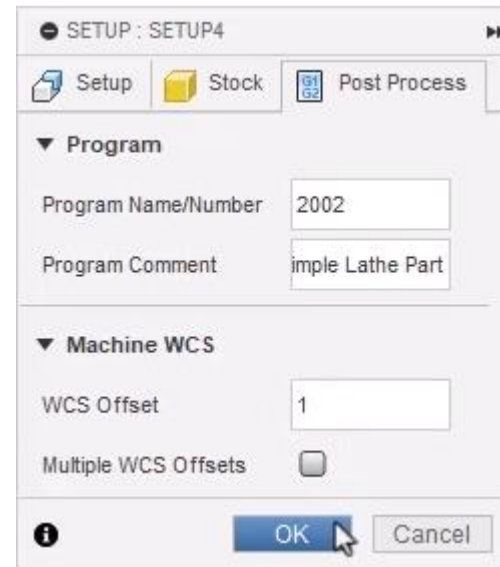 SETUP : SETUP4
Setup Stock G1 G2 Post Process
Program
Program Name/Number 2002
Program Comment imple Lathe Part
Machine WCS
WCS Offset 1
Multiple WCS Offsets
OK Cancel